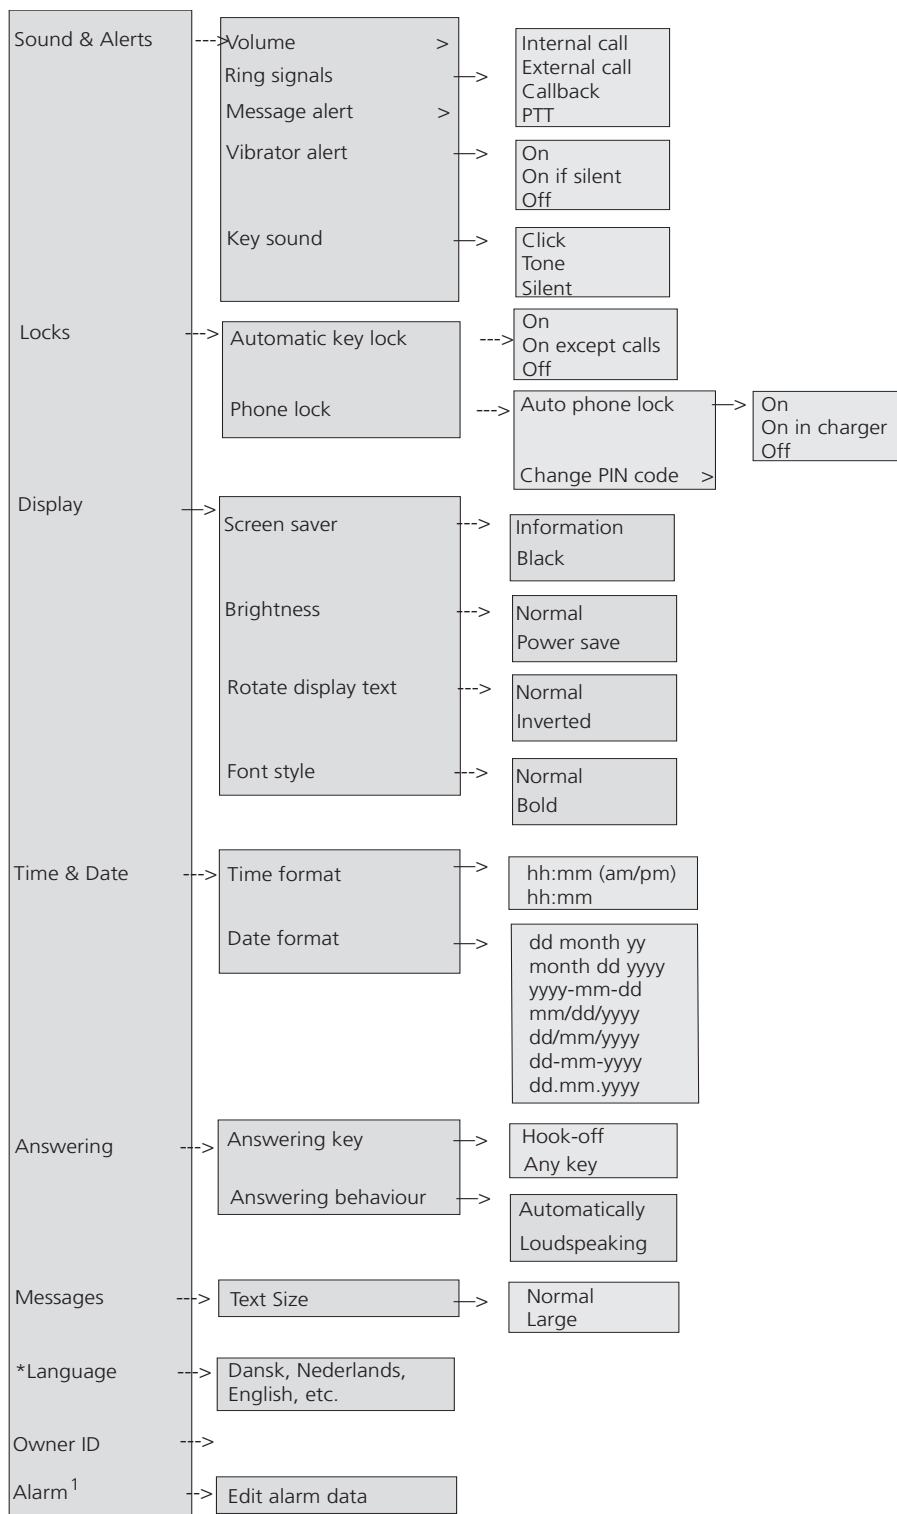 Sound & Alerts
--->Volume >
Ring signals —>
Message alert >
Vibrator alert —>
Key sound —>
Internal call
External call
Callback
PTT
On
On if silent
Off
Click
Tone
Silent
Locks --->
Automatic key lock --->
Phone lock --->
On
On except calls
Off
Auto phone lock —>
Change PIN code >
On
On in charger
Off
Display —>
Screen saver --->
Brightness --->
Rotate display text --->
Font style --->
Information
Black
Normal
Power save
Normal
Inverted
Normal
Bold
Time & Date --->
Time format —>
Date format —>
hh:mm (am/pm)
hh:mm
dd month yy
month dd yyyy
yyyy-mm-dd
mm/dd/yyyy
dd/mm/yyyy
dd-mm-yyyy
dd.mm.yyyy
Answering --->
Answering key —>
Answering behaviour —>
Hook-off
Any key
Automatically
Loudspeaking
Messages --->
Text Size —>
Normal
Large
*Language --->
Dansk, Nederlands,
English, etc.
Owner ID --->
Alarm1 -->
Edit alarm data